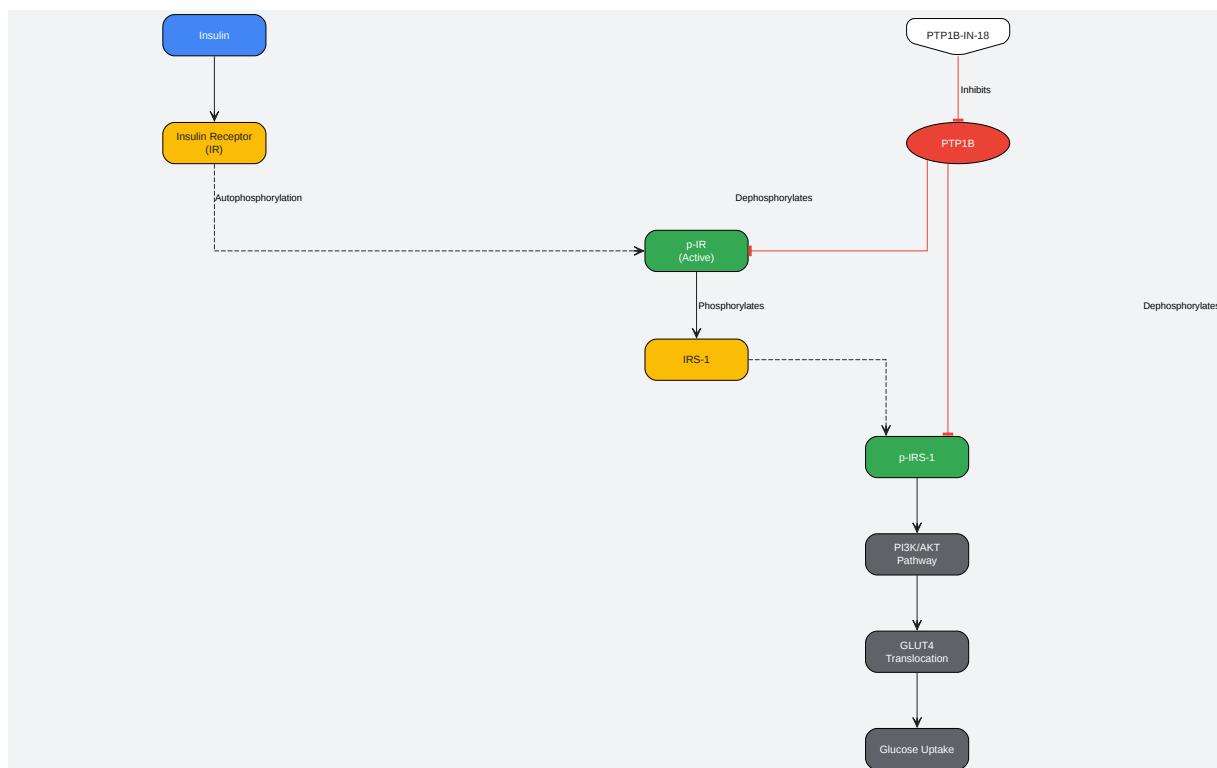 Insulin
PTP1B-IN-18
Inhibits
Insulin Receptor
(IR)
PTP1B
Autophosphorylation
Dephosphorylates
p-IR
(Active)
Phosphorylates
Dephosphorylates
IRS-1
p-IRS-1
PI3K/AKT
Pathway
GLUT4
Translocation
Glucose Uptake